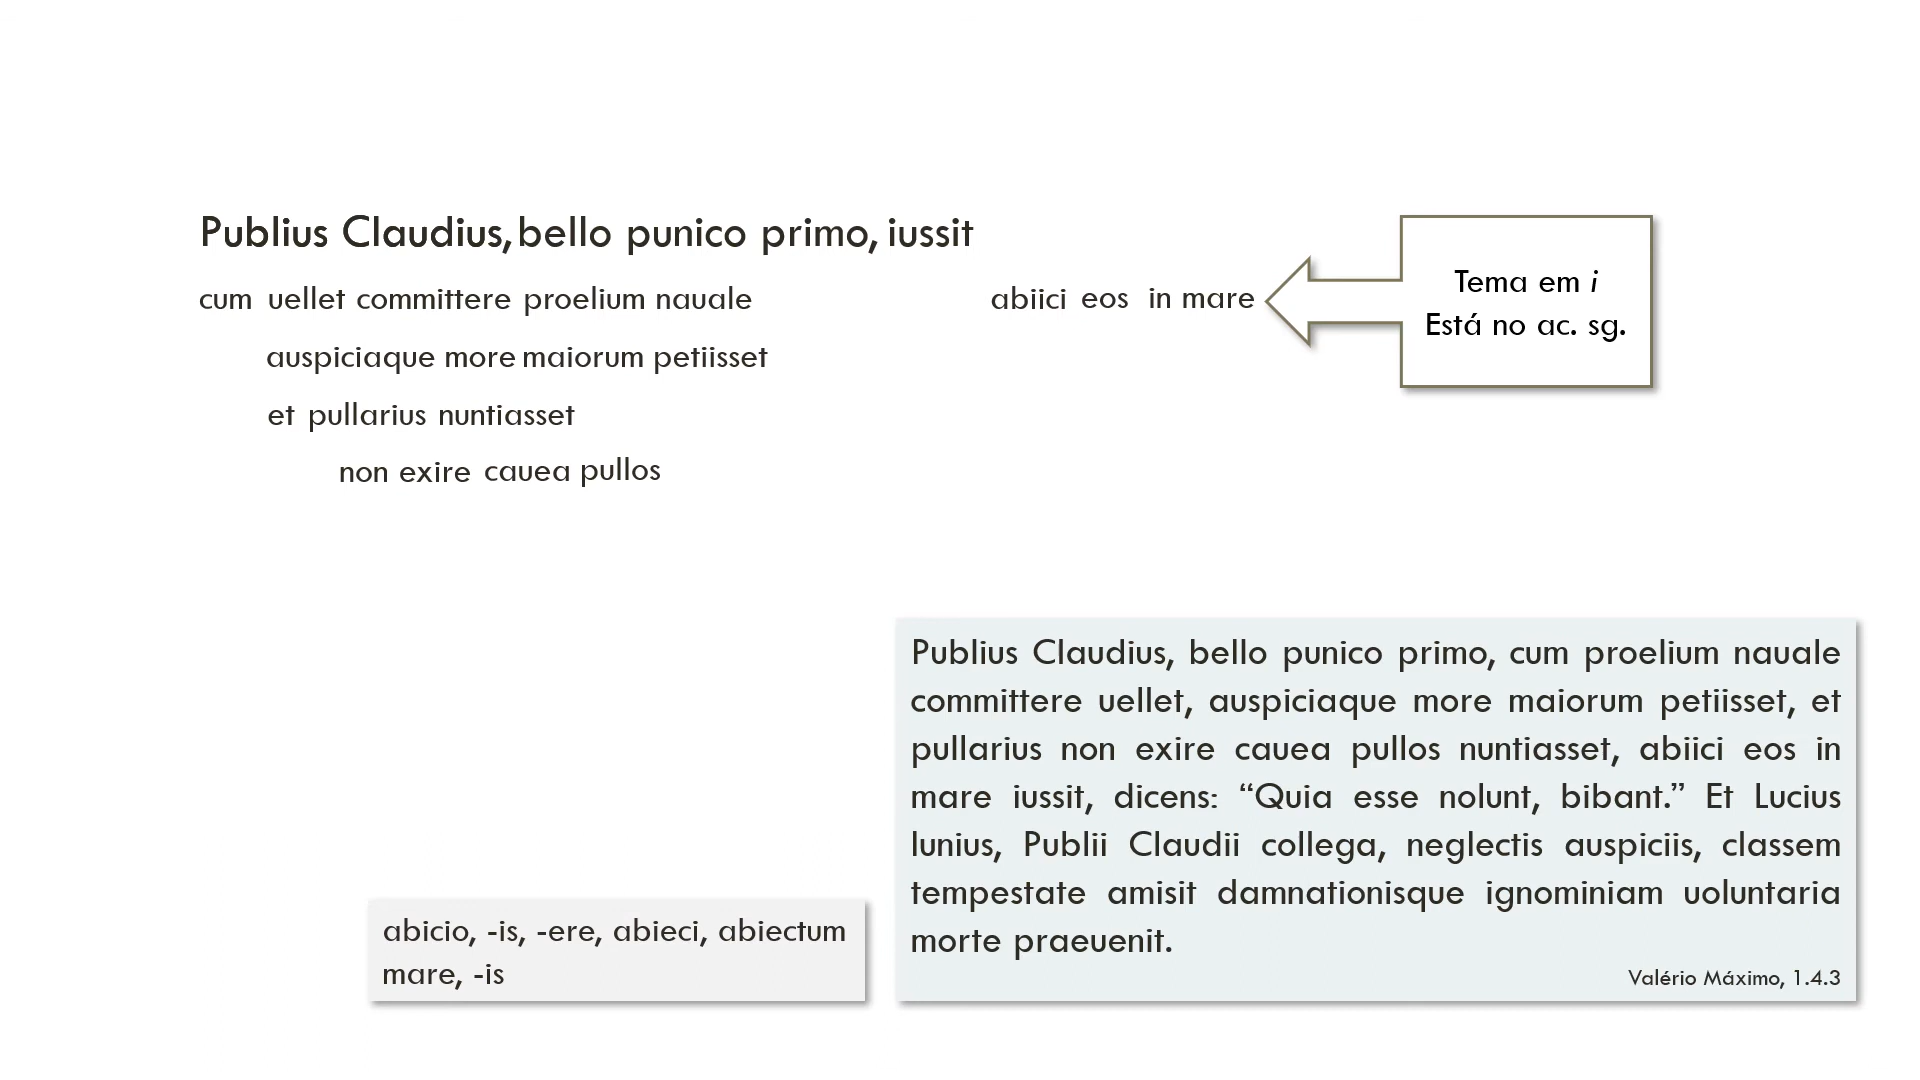 Publius Claudius, bello punico primo, iussit
cum uellet committere proelium nauale
abiici eos in mare
Tema em i
Está no ac. sg.
auspiciaque more maiorum petiisset
et pullarius nuntiasset
non exire cauea pullos
Publius Claudius, bello punico primo, cum proelium nauale
committere uellet, auspiciaque more maiorum petiisset, et
pullarius non exire cauea pullos nuntiasset, abiici eos in
mare iussit, dicens: “Quia esse nolunt, bibant.” Et Lucius
Iunius, Publii Claudii collega, neglectis auspiciis, classem
tempestate amisit damnationisque ignominiam uoluntaria
morte praeuenit.
Valério Máximo, 1.4.3
abicio, -is, -ere, abieci, abiectum
mare, -is